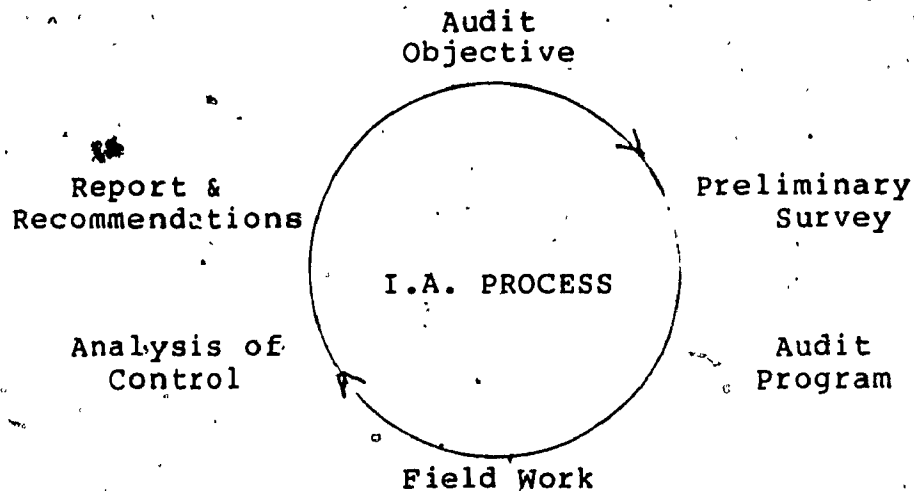 Audit
Objective
Preliminary
Survey
Audit
Program
Field Work
Analysis of
Control
Report &
Recommendations
I.A. PROCESS